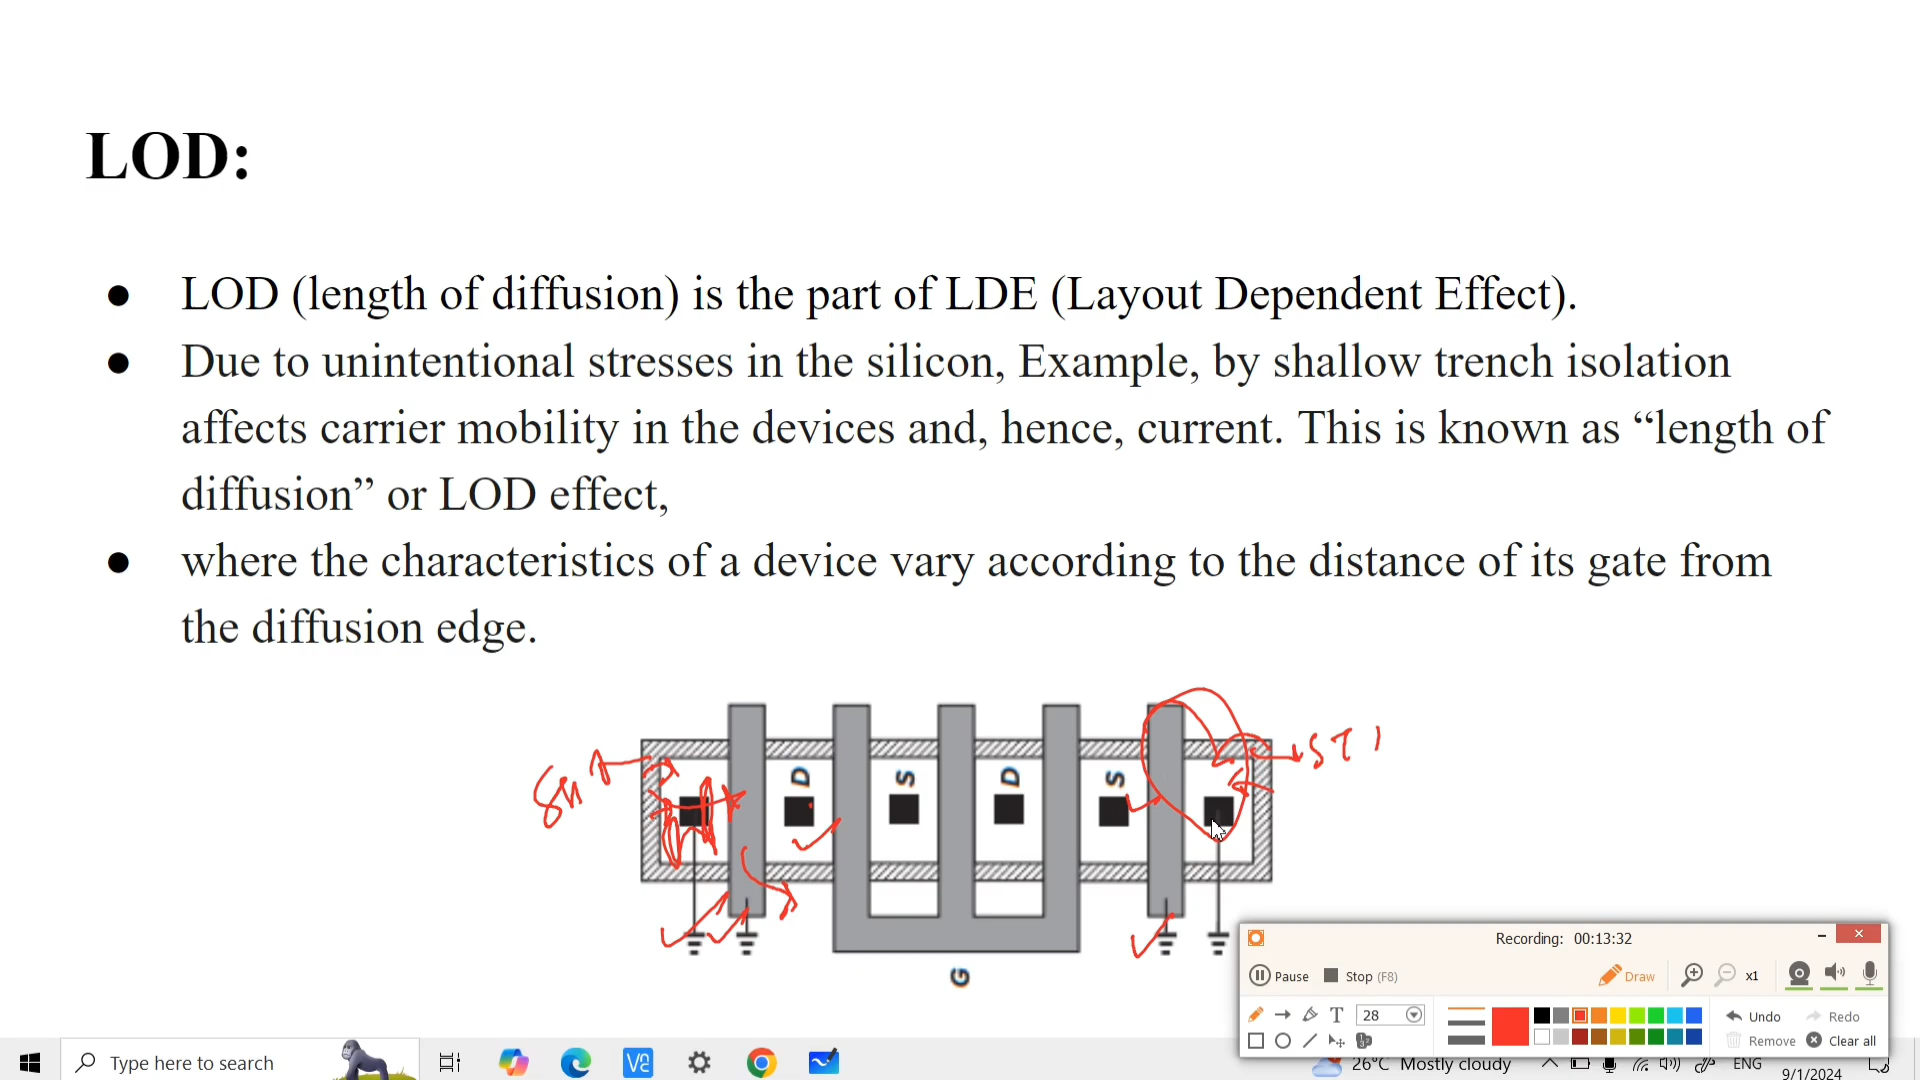 LOD:
● LOD (length of diffusion) is the part of LDE (Layout Dependent Effect).
● Due to unintentional stresses in the silicon, Example, by shallow trench isolation
affects carrier mobility in the devices and, hence, current. This is known as “length of
diffusion” or LOD effect,
● where the characteristics of a device vary according to the distance of its gate from
the diffusion edge.
STI
D S D S
G
Recording: 00:13:32
Pause Stop (F8) Draw x1
T 28 Undo Redo
Remove Clear all
Type here to search
26°C Mostly cloudy ENG
9/1/2024